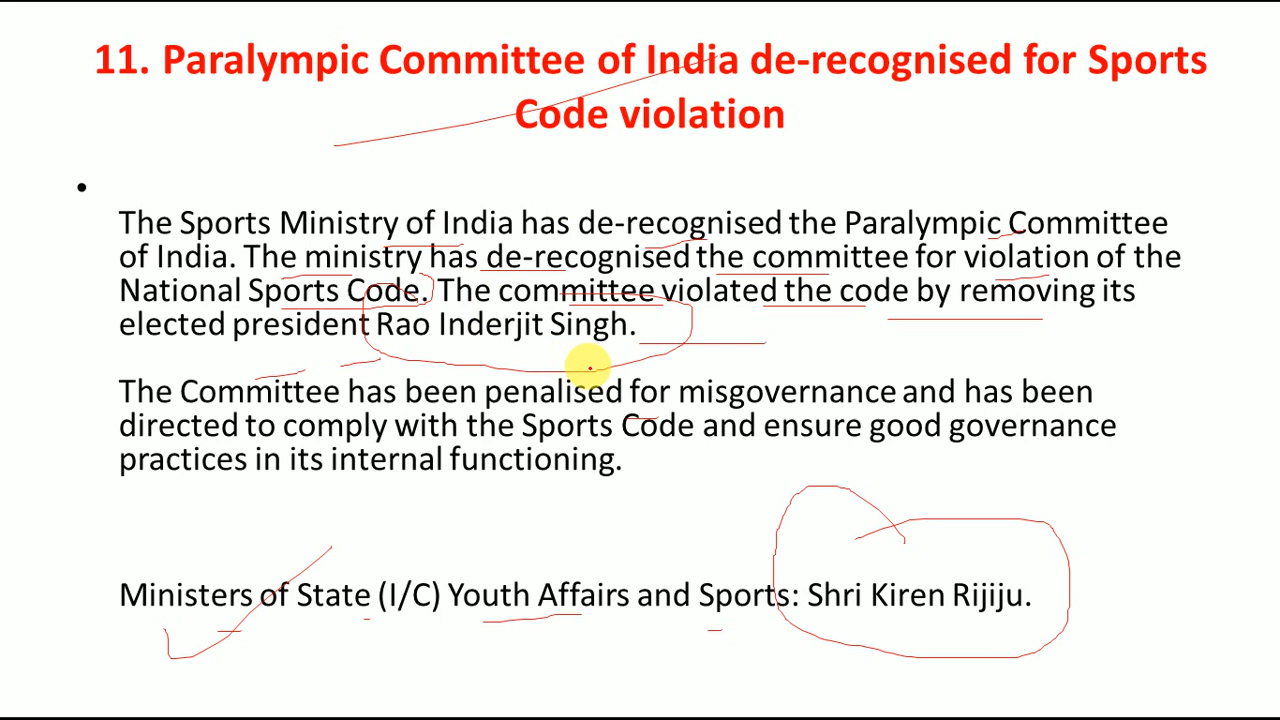 11. Paralympic Committee of India de-recognised for Sports
Code violation
The Sports Ministry of India has de-recognised the Paralympic Committee
of India. The ministry has de-recognised the committee for violation of the
National Sports Code. The committee violated the code by removing its
elected president Rao Inderjit Singh.
The Committee has been penalised for misgovernance and has been
directed to comply with the Sports Code and ensure good governance
practices in its internal functioning.
Ministers of State (I/C) Youth Affairs and Sports: Shri Kiren Rijiju.